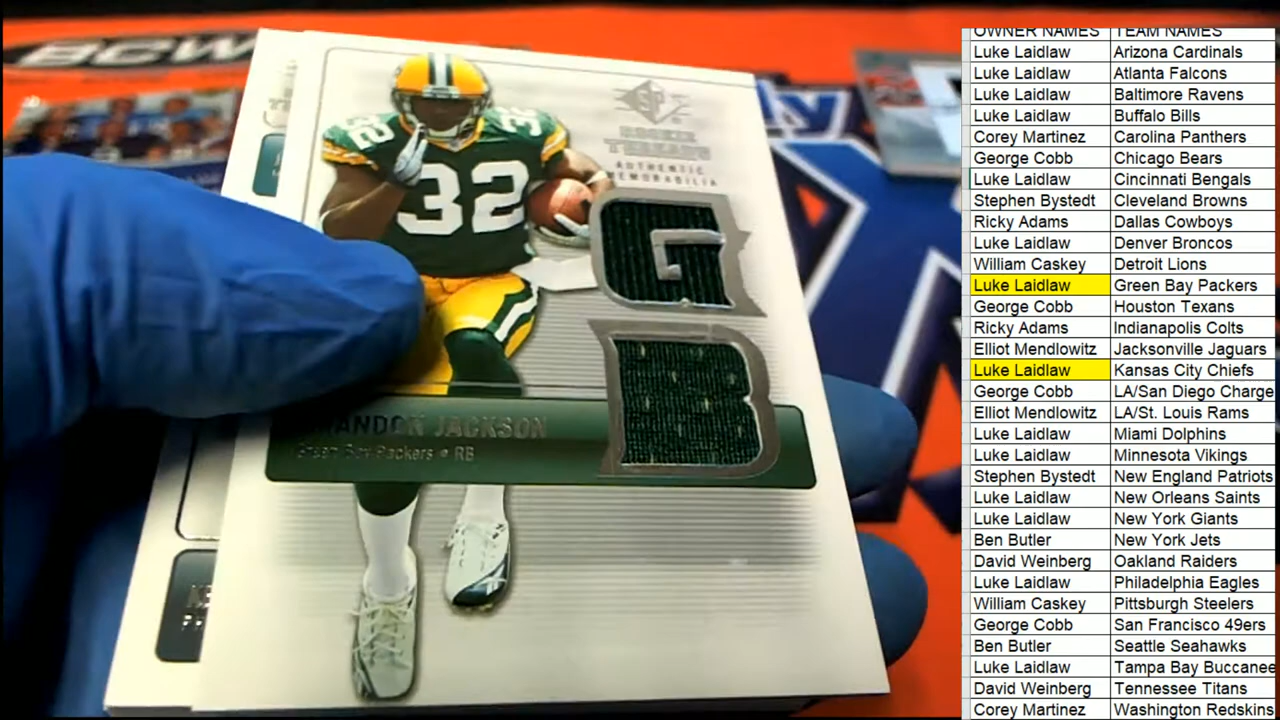 BCW
SP
ROOKIE
THREADS
AUTHENTIC
MEMORABILIA
32
32
32
G
B
BRANDON JACKSON
Green Bay Packers • RB
OWNER NAMES TEAM NAMES
Luke Laidlaw Arizona Cardinals
Luke Laidlaw Atlanta Falcons
Luke Laidlaw Baltimore Ravens
Luke Laidlaw Buffalo Bills
Corey Martinez Carolina Panthers
George Cobb Chicago Bears
Luke Laidlaw Cincinnati Bengals
Stephen Bystedt Cleveland Browns
Ricky Adams Dallas Cowboys
Luke Laidlaw Denver Broncos
William Caskey Detroit Lions
Luke Laidlaw Green Bay Packers
George Cobb Houston Texans
Ricky Adams Indianapolis Colts
Elliot Mendlowitz Jacksonville Jaguars
Luke Laidlaw Kansas City Chiefs
George Cobb LA/San Diego Charge
Elliot Mendlowitz LA/St. Louis Rams
Luke Laidlaw Miami Dolphins
Luke Laidlaw Minnesota Vikings
Stephen Bystedt New England Patriots
Luke Laidlaw New Orleans Saints
Luke Laidlaw New York Giants
Ben Butler New York Jets
David Weinberg Oakland Raiders
Luke Laidlaw Philadelphia Eagles
William Caskey Pittsburgh Steelers
George Cobb San Francisco 49ers
Ben Butler Seattle Seahawks
Luke Laidlaw Tampa Bay Buccanee
David Weinberg Tennessee Titans
Corey Martinez Washington Redskins